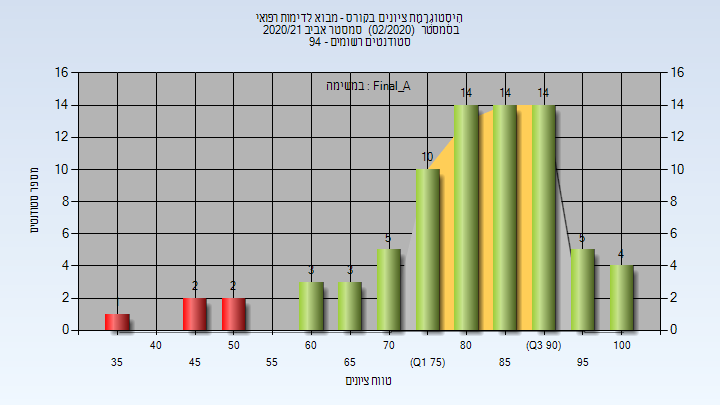 היסטוגרמת ציונים בקורס - מבוא לדימות רפואי
בסמסטר (02/2020) סמסטר אביב 2020/21
סטודנטים רשומים - 94
במשימה : Final_A
מספר סטודנטים
16 16
14 14
12 12
10 10
8 8
6 6
4 4
2 2
0 0
1 2 2 3 3 5 10 14 14 14 5 4
40 50 60 70 80 (Q3 90) 100
35 45 55 65 (Q1 75) 85 95
טווח ציונים